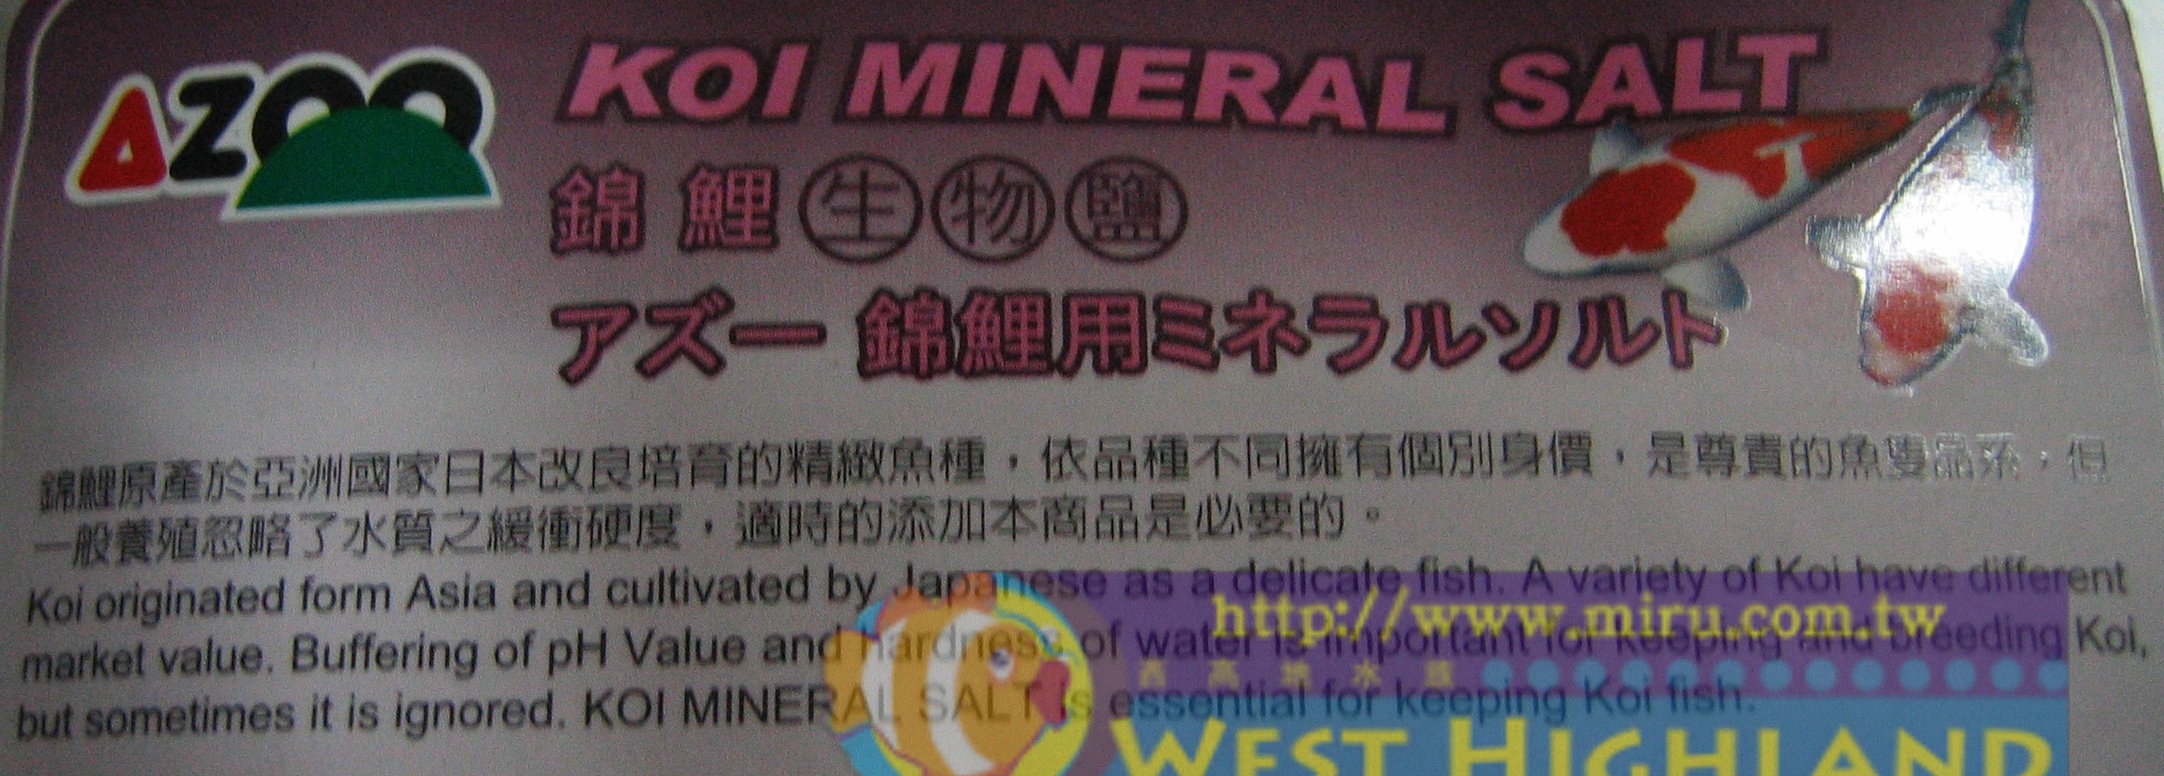 AZOO
KOI MINERAL SALT
錦鯉生物鹽
アズー 錦鯉用ミネラルソルト
錦鯉原產於亞洲國家日本改良培育的精緻魚種，依品種不同擁有個別身價，是尊貴的魚隻品系，但
一般養殖忽略了水質之緩衝硬度，適時的添加本商品是必要的。
Koi originated form Asia and cultivated by Japanese as a delicate fish. A variety of Koi have different
market value. Buffering of pH Value and hardness of water is important for keeping and breeding Koi,
but sometimes it is ignored. KOI MINERAL SALT is essential for keeping Koi fish.
http://www.miru.com.tw
西高地水族
WEST HIGHLAND